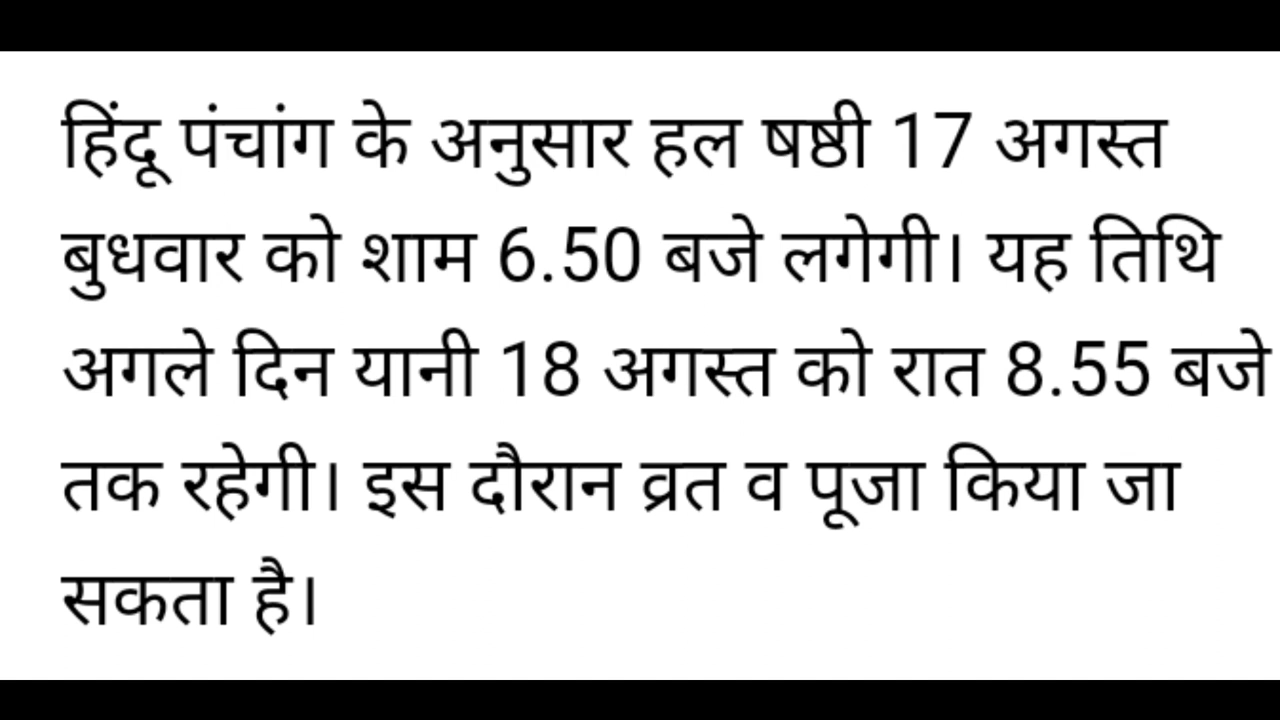 हिंदू पंचांग के अनुसार हल षष्ठी 17 अगस्त
बुधवार को शाम 6.50 बजे लगेगी। यह तिथि
अगले दिन यानी 18 अगस्त को रात 8.55 बजे
तक रहेगी। इस दौरान व्रत व पूजा किया जा
सकता है।